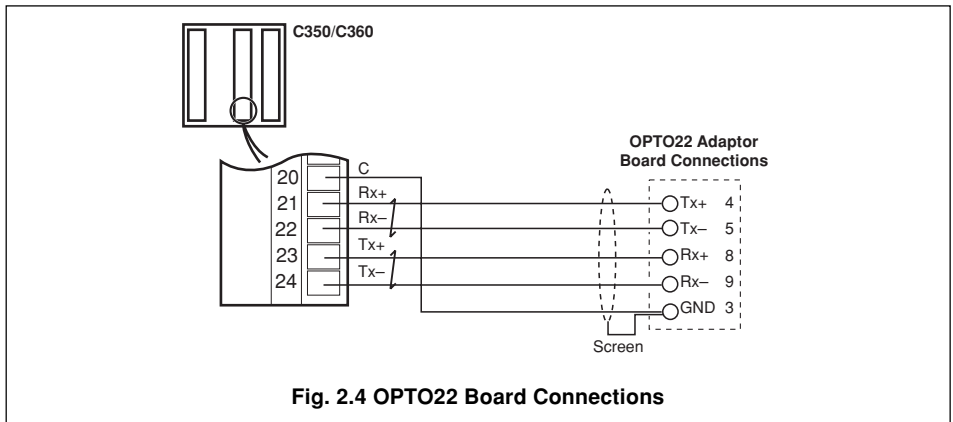 C350/C360
OPTO22 Adaptor
Board Connections
20 C
21 Rx+ Tx+ 4
22 Rx– Tx– 5
23 Tx+ Rx+ 8
24 Tx– Rx– 9
GND 3
Screen
Fig. 2.4 OPTO22 Board Connections